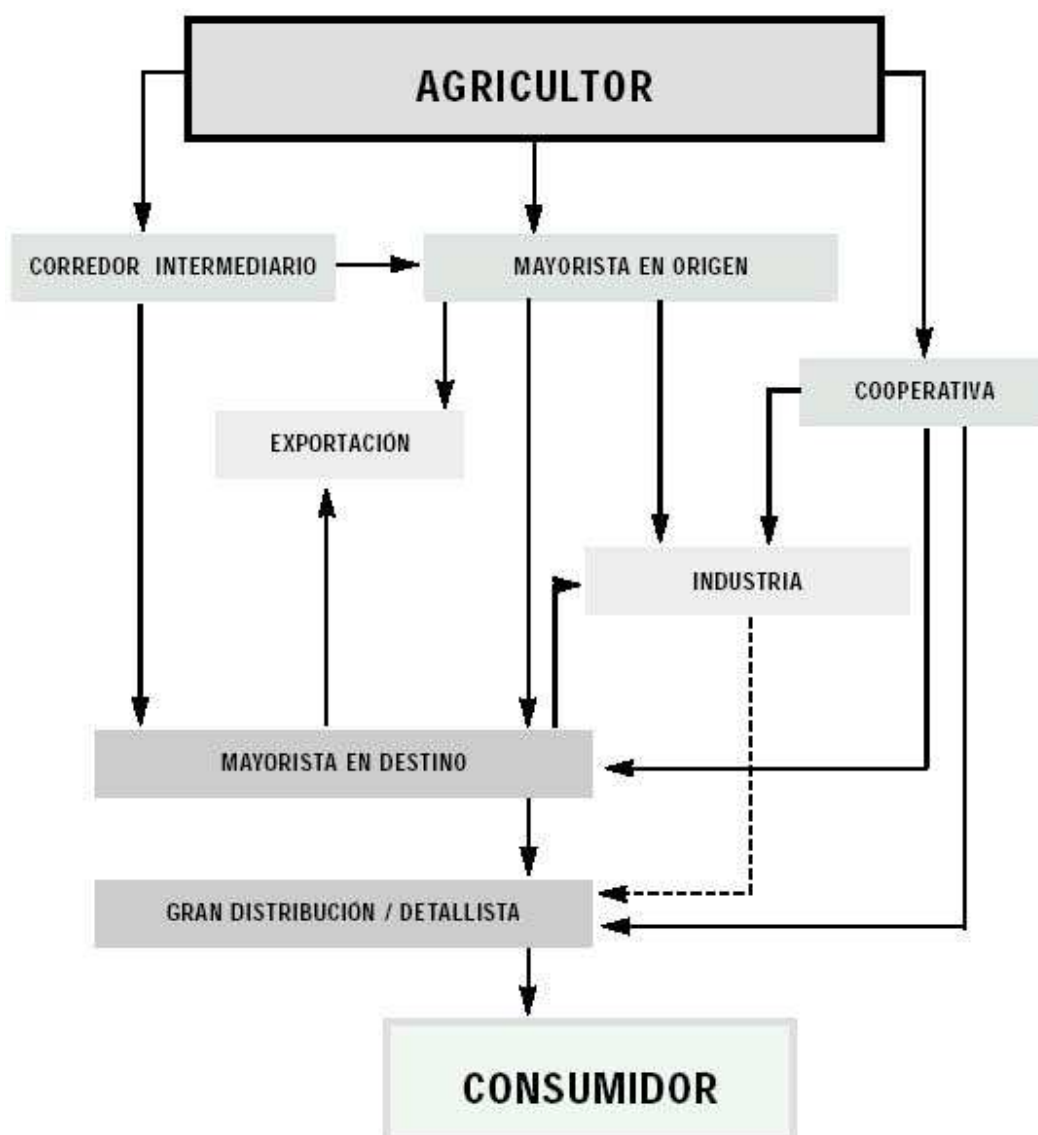 AGRICULTOR
CORREDOR INTERMEDIARIO
MAYORISTA EN ORIGEN
COOPERATIVA
EXPORTACIÓN
INDUSTRIA
MAYORISTA EN DESTINO
GRAN DISTRIBUCIÓN / DETALLISTA
CONSUMIDOR